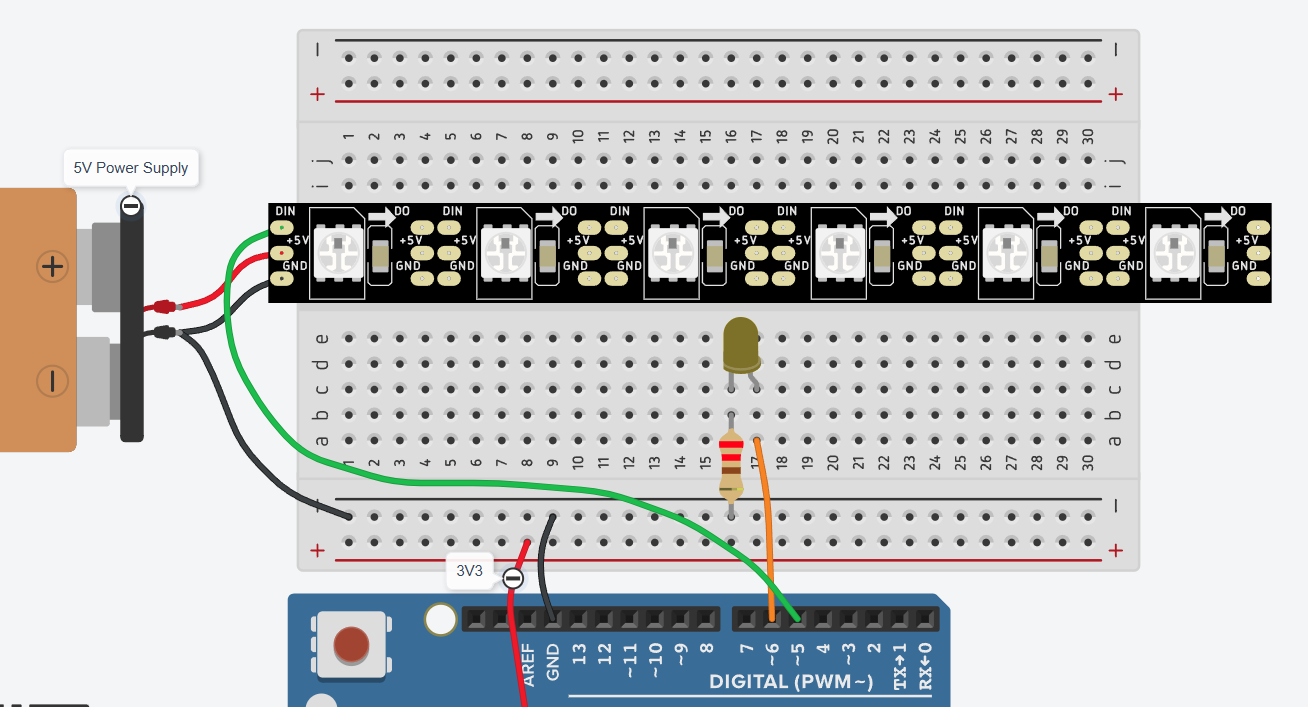 — —
+ +
1 2 3 4 5 6 7 8 9 10 11 12 13 14 15 16 17 18 19 20 21 22 23 24 25 26 27 28 29 30
j j
i i
5V Power Supply
DIN DO DIN DO DIN DO DIN DO DIN DO DIN DO
+5V +5V +5V +5V +5V +5V +5V +5V +5V +5V +5V
GND GND GND GND GND GND GND GND GND GND GND
e e
d d
c c
b b
a a
1 2 3 4 5 6 7 8 9 10 11 12 13 14 15 16 17 18 19 20 21 22 23 24 25 26 27 28 29 30
— —
+ +
3V3
AREF GND 13 12 ~11 ~10 ~9 8 7 ~6 ~5 4 ~3 2 TX→1 RX←0
DIGITAL (PWM~)